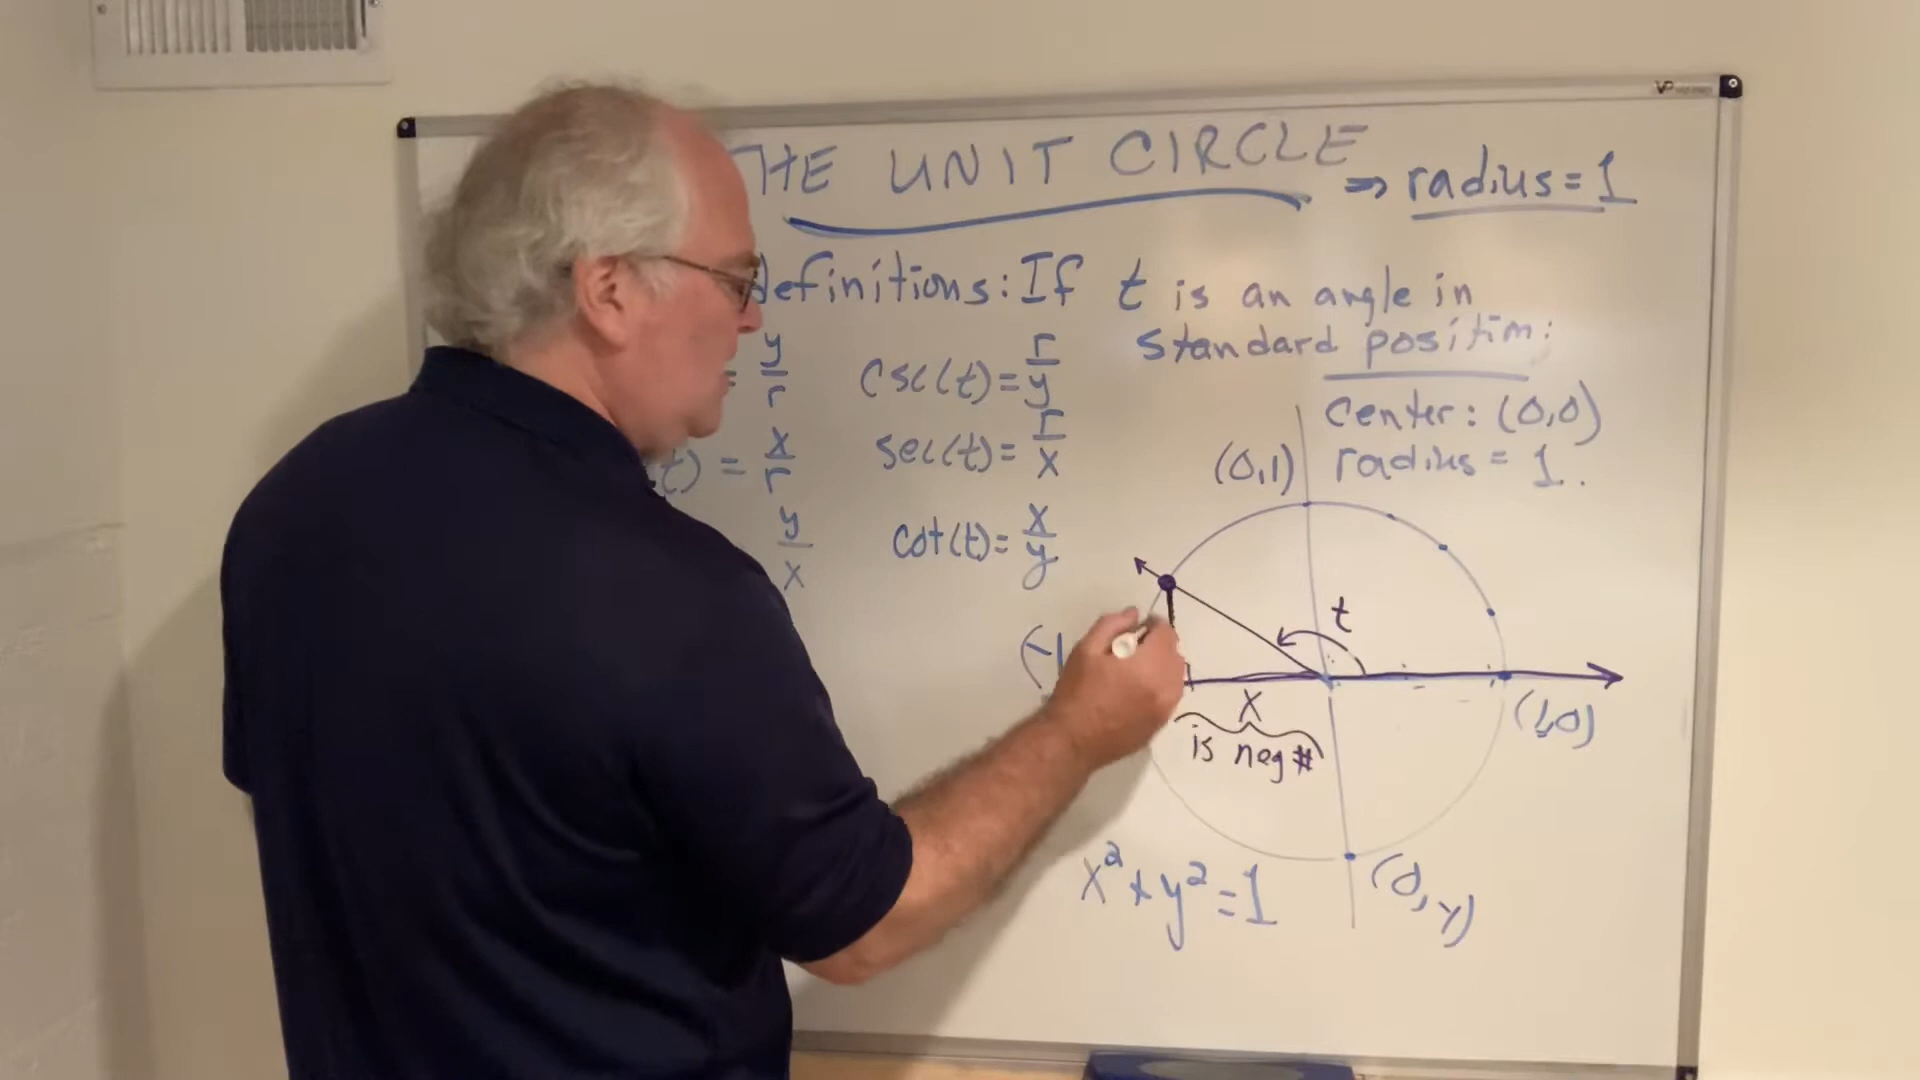 THE UNIT CIRCLE
⇒ radius = 1
definitions: If t is an angle in
standard position:
= y/r
csc(t) = r/y
(t) = x/r
sec(t) = r/x
y/x
cot(t) = x/y
center: (0,0)
radius = 1.
(0,1)
t
(-1
x
(1,0)
is neg #
x² + y² = 1